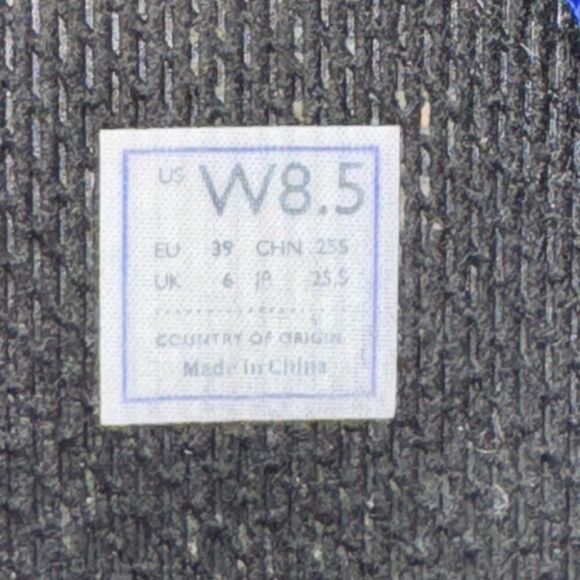 US W8.5
EU 39 CHN 255
UK 6 JP 25.5
COUNTRY OF ORIGIN
Made in China